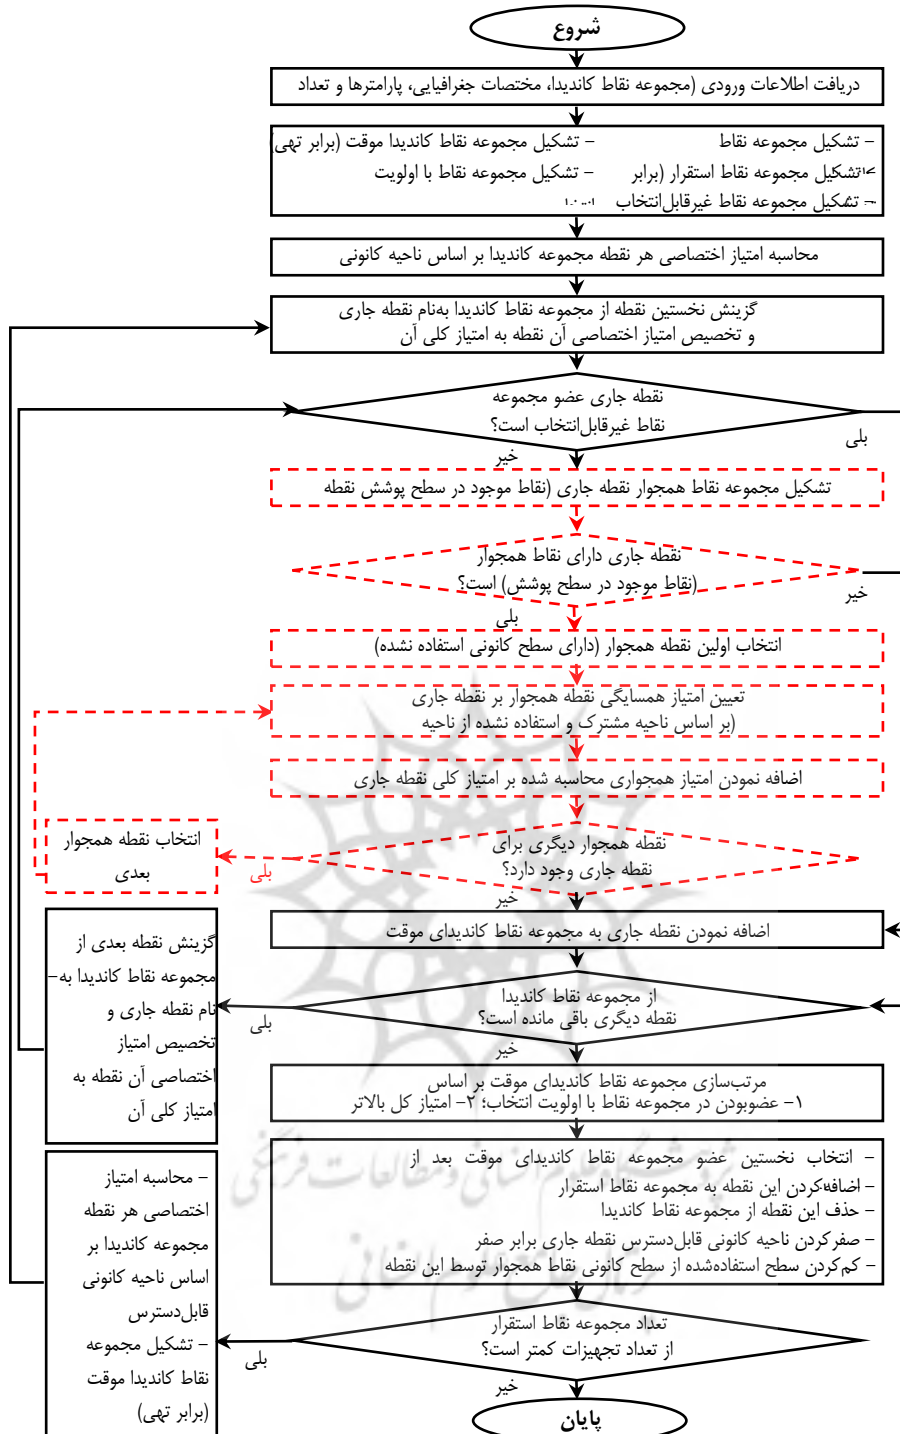 شروع
دریافت اطلاعات ورودی (مجموعه نقاط کاندیدا، مختصات جغرافیایی، پارامترها و تعداد
- تشکیل مجموعه نقاط
- تشکیل مجموعه نقاط استقرار (برابر
- تشکیل مجموعه نقاط غیرقابل‌انتخاب
- تشکیل مجموعه نقاط کاندیدا موقت (برابر تهی)
- تشکیل مجموعه نقاط با اولویت
محاسبه امتیاز اختصاصی هر نقطه مجموعه کاندیدا بر اساس ناحیه کانونی
گزینش نخستین نقطه از مجموعه نقاط کاندیدا به‌نام نقطه جاری
و تخصیص امتیاز اختصاصی آن نقطه به امتیاز کلی آن
نقطه جاری عضو مجموعه
نقاط غیرقابل‌انتخاب است؟
بلی
خیر
تشکیل مجموعه نقاط همجوار نقطه جاری (نقاط موجود در سطح پوشش نقطه
نقطه جاری دارای نقاط همجوار
(نقاط موجود در سطح پوشش) است؟
خیر
بلی
انتخاب اولین نقطه همجوار (دارای سطح کانونی استفاده نشده)
تعیین امتیاز همسایگی نقطه همجوار بر نقطه جاری
(بر اساس ناحیه مشترک و استفاده نشده از ناحیه
اضافه نمودن امتیاز همجواری محاسبه شده بر امتیاز کلی نقطه جاری
نقطه همجوار دیگری برای
نقطه جاری وجود دارد؟
بلی
انتخاب نقطه همجوار
بعدی
خیر
اضافه نمودن نقطه جاری به مجموعه نقاط کاندیدای موقت
از مجموعه نقاط کاندیدا
نقطه دیگری باقی مانده است؟
بلی
گزینش نقطه بعدی از
مجموعه نقاط کاندیدا به-
نام نقطه جاری و
تخصیص امتیاز
اختصاصی آن نقطه به
امتیاز کلی آن
خیر
مرتب‌سازی مجموعه نقاط کاندیدای موقت بر اساس
۱- عضوبودن در مجموعه نقاط با اولویت انتخاب؛ ۲- امتیاز کل بالاتر
- انتخاب نخستین عضو مجموعه نقاط کاندیدای موقت بعد از
- اضافه‌کردن این نقطه به مجموعه نقاط استقرار
- حذف این نقطه از مجموعه نقاط کاندیدا
- صفرکردن ناحیه کانونی قابل‌دسترس نقطه جاری برابر صفر
- کم‌کردن سطح استفاده‌شده از سطح کانونی نقاط همجوار توسط این نقطه
تعداد مجموعه نقاط استقرار
از تعداد تجهیزات کمتر است؟
بلی
- محاسبه امتیاز
اختصاصی هر نقطه
مجموعه کاندیدا بر
اساس ناحیه کانونی
قابل‌دسترس
- تشکیل مجموعه
نقاط کاندیدا موقت
(برابر تهی)
خیر
پایان
پژوهشگاه علوم انسانی و مطالعات فرهنگی
پرتال جامع علوم انسانی